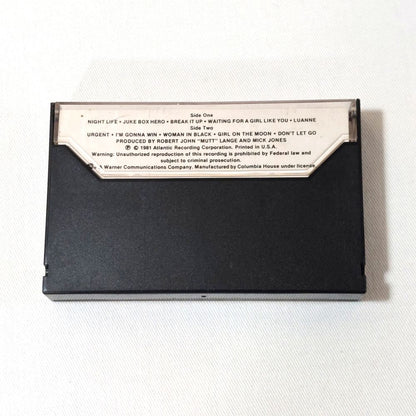 Side One
NIGHT LIFE • JUKE BOX HERO • BREAK IT UP • WAITING FOR A GIRL LIKE YOU • LUANNE
Side Two
URGENT • I'M GONNA WIN • WOMAN IN BLACK • GIRL ON THE MOON • DON'T LET GO
PRODUCED BY ROBERT JOHN "MUTT" LANGE AND MICK JONES
℗ © 1981 Atlantic Recording Corporation. Printed in U.S.A.
Warning: Unauthorized reproduction of this recording is prohibited by Federal law and
subject to criminal prosecution.
Warner Communications Company. Manufactured by Columbia House under license